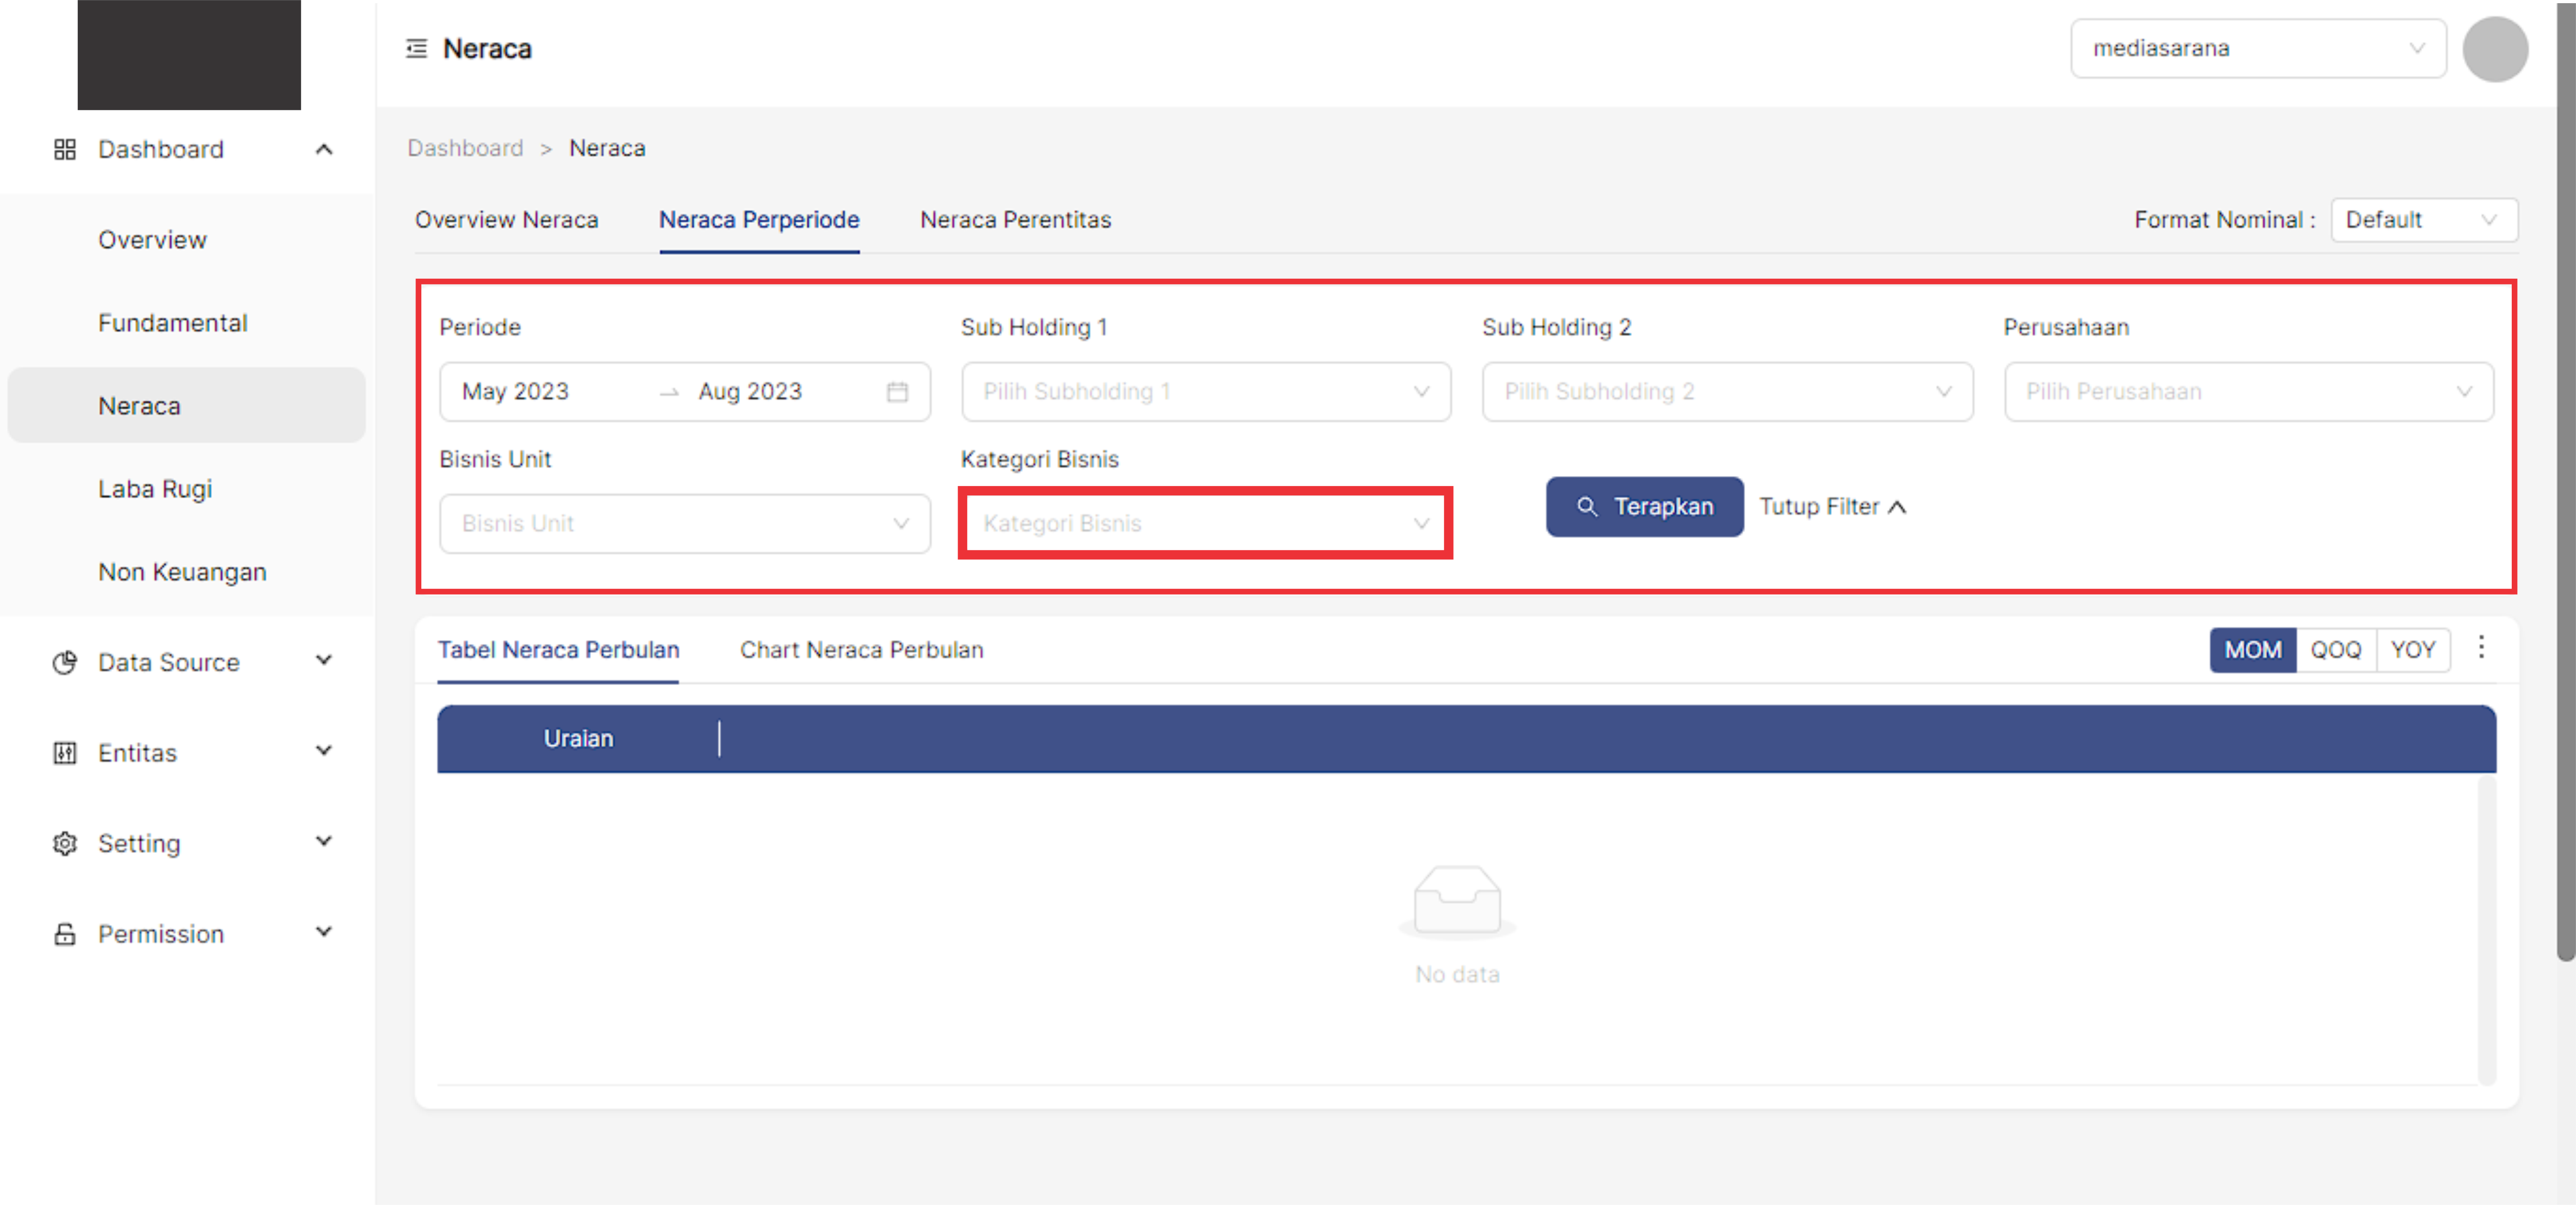 Neraca
mediasarana
Dashboard
Overview
Fundamental
Neraca
Laba Rugi
Non Keuangan
Data Source
Entitas
Setting
Permission
Dashboard > Neraca
Overview Neraca Neraca Perperiode Neraca Perentitas Format Nominal : Default
Periode Sub Holding 1 Sub Holding 2 Perusahaan
May 2023 → Aug 2023 Pilih Subholding 1 Pilih Subholding 2 Pilih Perusahaan
Bisnis Unit Kategori Bisnis
Bisnis Unit Kategori Bisnis Terapkan Tutup Filter
Tabel Neraca Perbulan Chart Neraca Perbulan MOM QOQ YOY
Uraian
No data